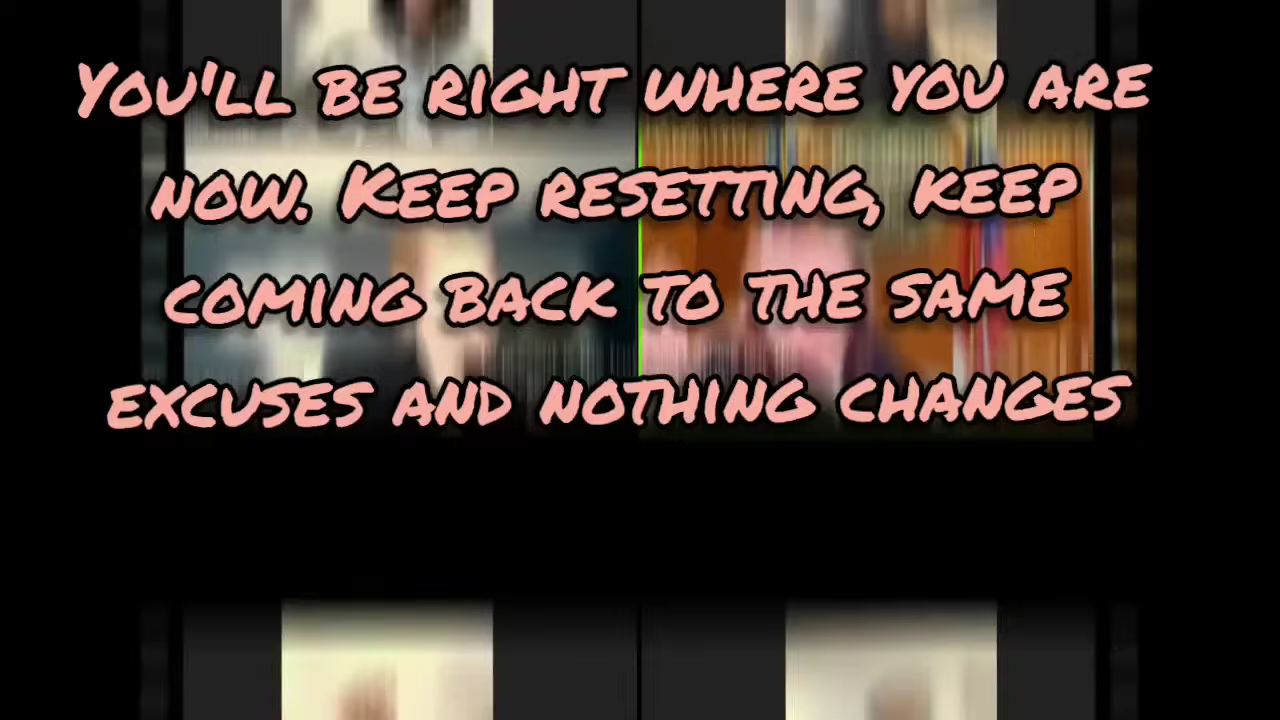 You'll be right where you are
now. Keep resetting, keep
coming back to the same
excuses and nothing changes